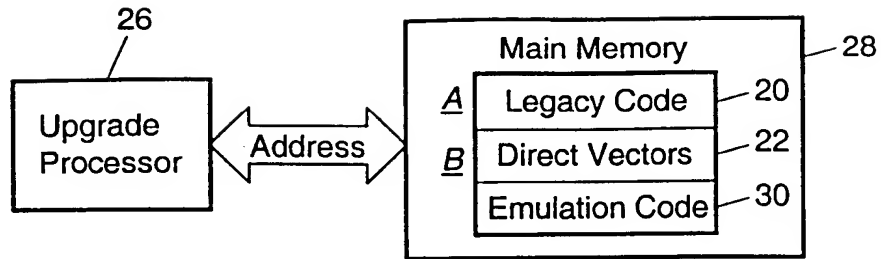 26
Upgrade
Processor
Address
Main Memory
28
A
Legacy Code
20
B
Direct Vectors
22
Emulation Code
30